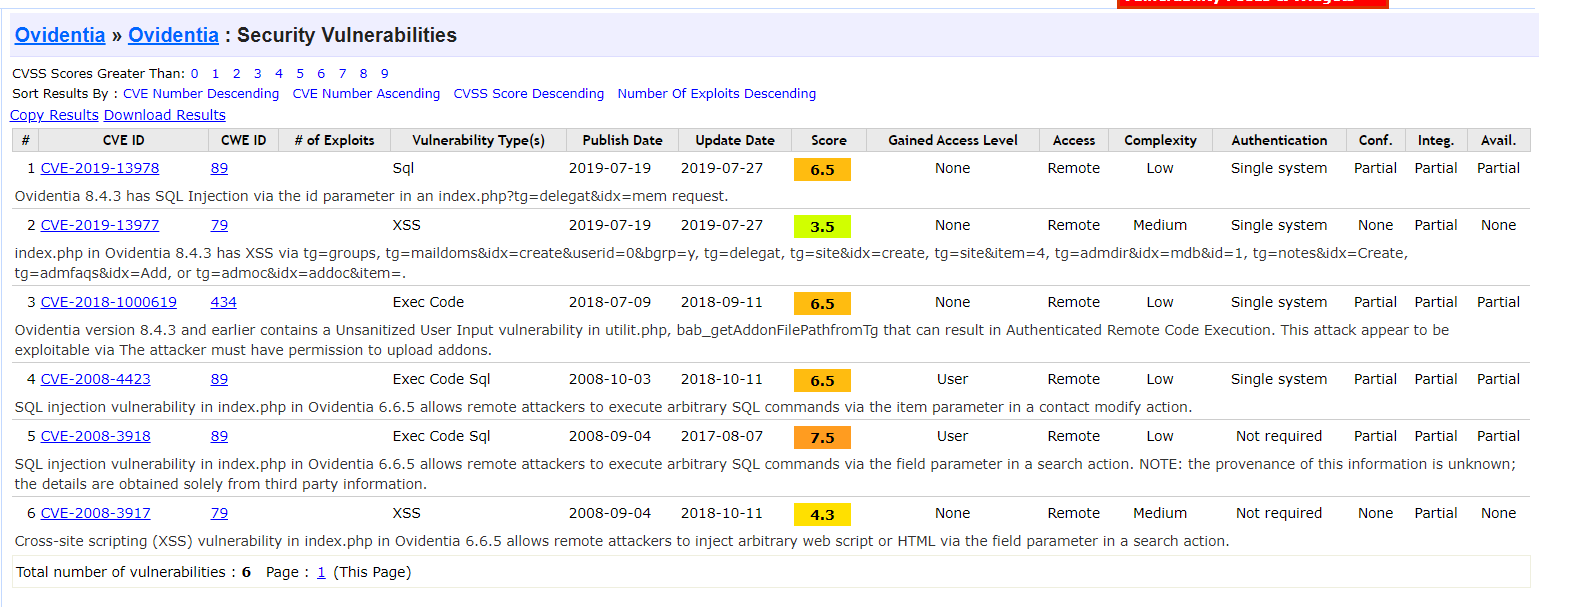 Ovidentia » Ovidentia : Security Vulnerabilities
CVSS Scores Greater Than: 0 1 2 3 4 5 6 7 8 9
Sort Results By : CVE Number Descending CVE Number Ascending CVSS Score Descending Number Of Exploits Descending
Copy Results Download Results
# CVE ID CWE ID # of Exploits Vulnerability Type(s) Publish Date Update Date Score Gained Access Level Access Complexity Authentication Conf. Integ. Avail.
1 CVE-2019-13978 89 Sql 2019-07-19 2019-07-27 6.5 None Remote Low Single system Partial Partial Partial
Ovidentia 8.4.3 has SQL Injection via the id parameter in an index.php?tg=delegat&idx=mem request.
2 CVE-2019-13977 79 XSS 2019-07-19 2019-07-27 3.5 None Remote Medium Single system None Partial None
index.php in Ovidentia 8.4.3 has XSS via tg=groups, tg=maildoms&idx=create&userid=0&bgrp=y, tg=delegat, tg=site&idx=create, tg=site&item=4, tg=admdir&idx=mdb&id=1, tg=notes&idx=Create,
tg=admfaqs&idx=Add, or tg=admoc&idx=addoc&item=.
3 CVE-2018-1000619 434 Exec Code 2018-07-09 2018-09-11 6.5 None Remote Low Single system Partial Partial Partial
Ovidentia version 8.4.3 and earlier contains a Unsanitized User Input vulnerability in utilit.php, bab_getAddonFilePathfromTg that can result in Authenticated Remote Code Execution. This attack appear to be
exploitable via The attacker must have permission to upload addons.
4 CVE-2008-4423 89 Exec Code Sql 2008-10-03 2018-10-11 6.5 User Remote Low Single system Partial Partial Partial
SQL injection vulnerability in index.php in Ovidentia 6.6.5 allows remote attackers to execute arbitrary SQL commands via the item parameter in a contact modify action.
5 CVE-2008-3918 89 Exec Code Sql 2008-09-04 2017-08-07 7.5 User Remote Low Not required Partial Partial Partial
SQL injection vulnerability in index.php in Ovidentia 6.6.5 allows remote attackers to execute arbitrary SQL commands via the field parameter in a search action. NOTE: the provenance of this information is unknown;
the details are obtained solely from third party information.
6 CVE-2008-3917 79 XSS 2008-09-04 2018-10-11 4.3 None Remote Medium Not required None Partial None
Cross-site scripting (XSS) vulnerability in index.php in Ovidentia 6.6.5 allows remote attackers to inject arbitrary web script or HTML via the field parameter in a search action.
Total number of vulnerabilities : 6 Page : 1 (This Page)